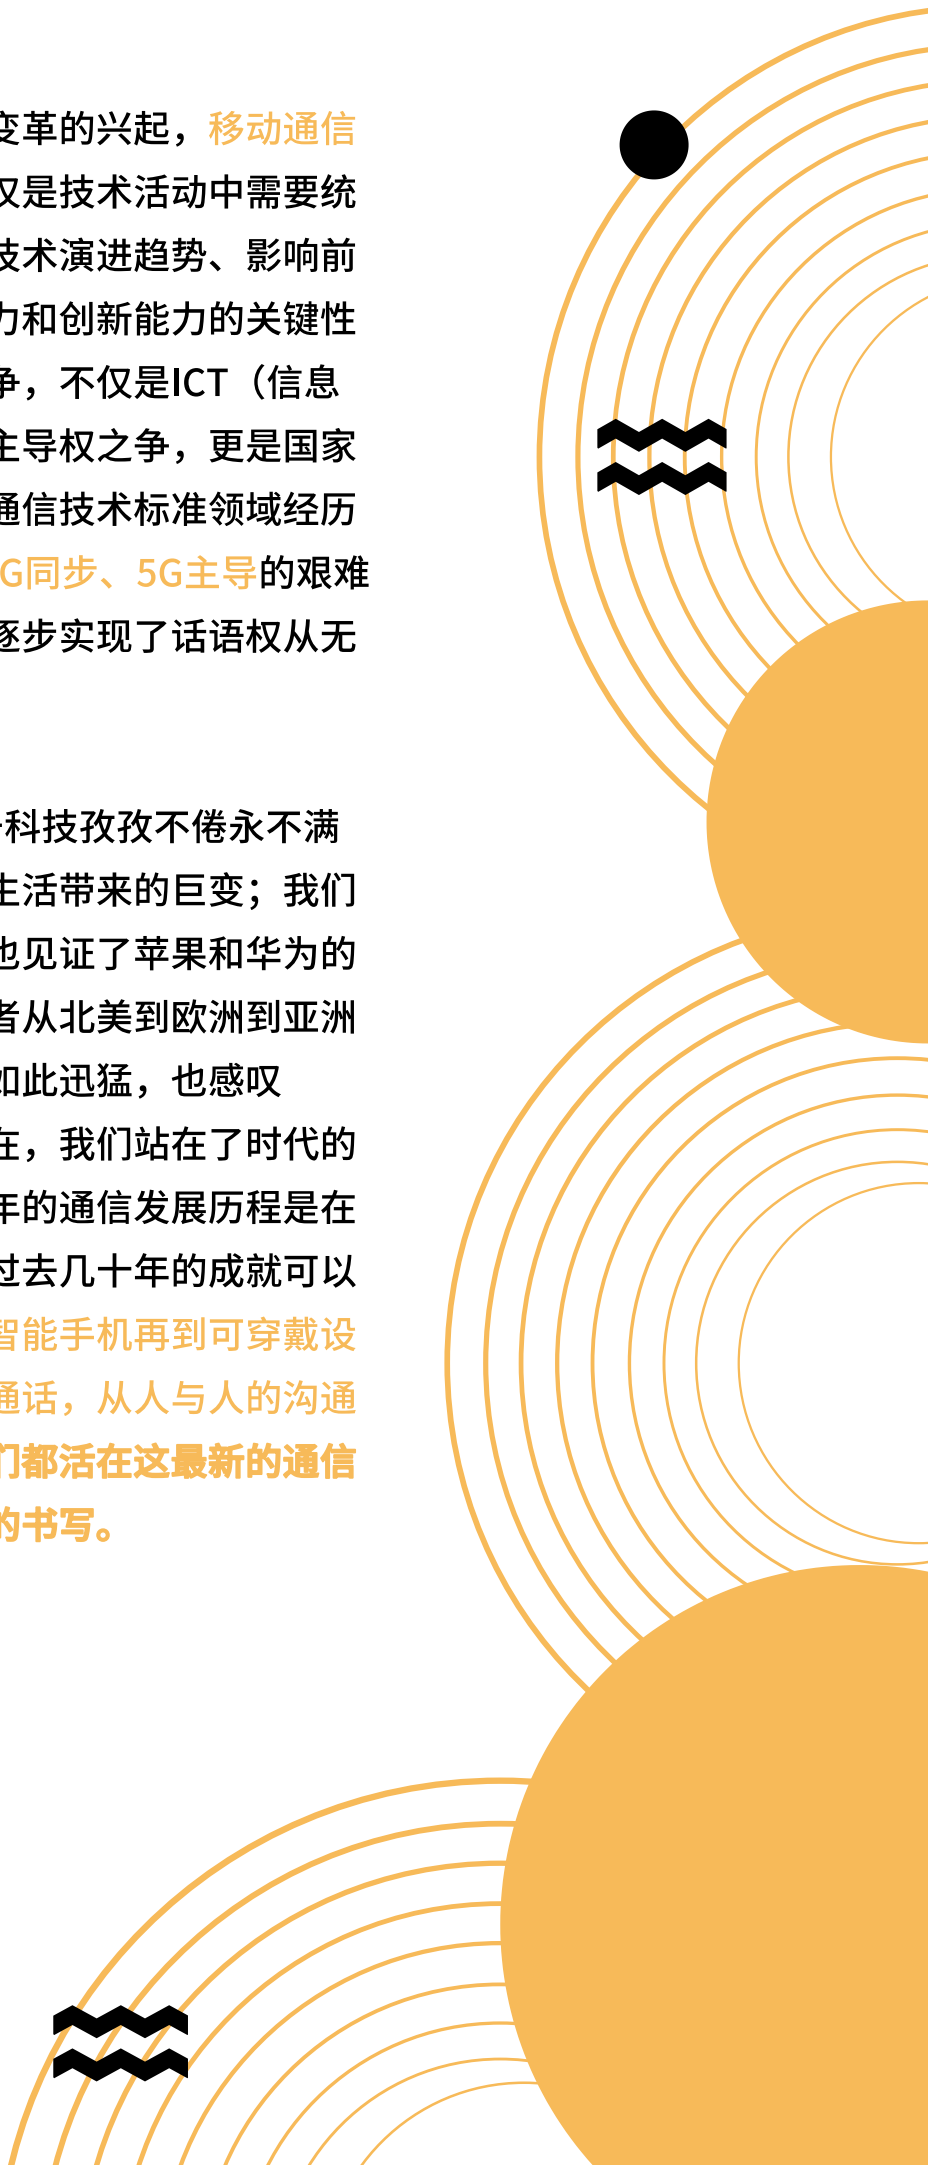 变革的兴起，移动通信
仅是技术活动中需要统
技术演进趋势、影响前
力和创新能力的关键性
争，不仅是ICT（信息
主导权之争，更是国家
通信技术标准领域经历
G同步、5G主导的艰难
逐步实现了话语权从无
科技孜孜不倦永不满
生活带来的巨变；我们
也见证了苹果和华为的
者从北美到欧洲到亚洲
如此迅猛，也感叹
在，我们站在了时代的
年的通信发展历程是在
过去几十年的成就可以
智能手机再到可穿戴设
通话，从人与人的沟通
们都活在这最新的通信
的书写。